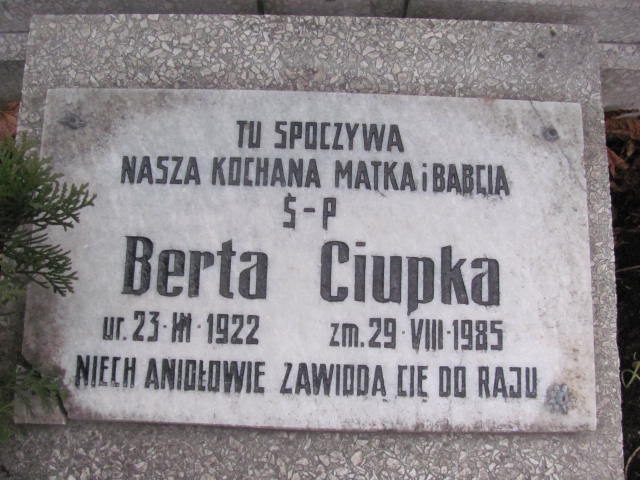 TU SPOCZYWA
NASZA KOCHANA MATKA i BABCIA
Ś-P
Berta Ciupka
ur. 23·III·1922 zm. 29·VIII·1985
NIECH ANIOŁOWIE ZAWIODĄ CIĘ DO RAJU